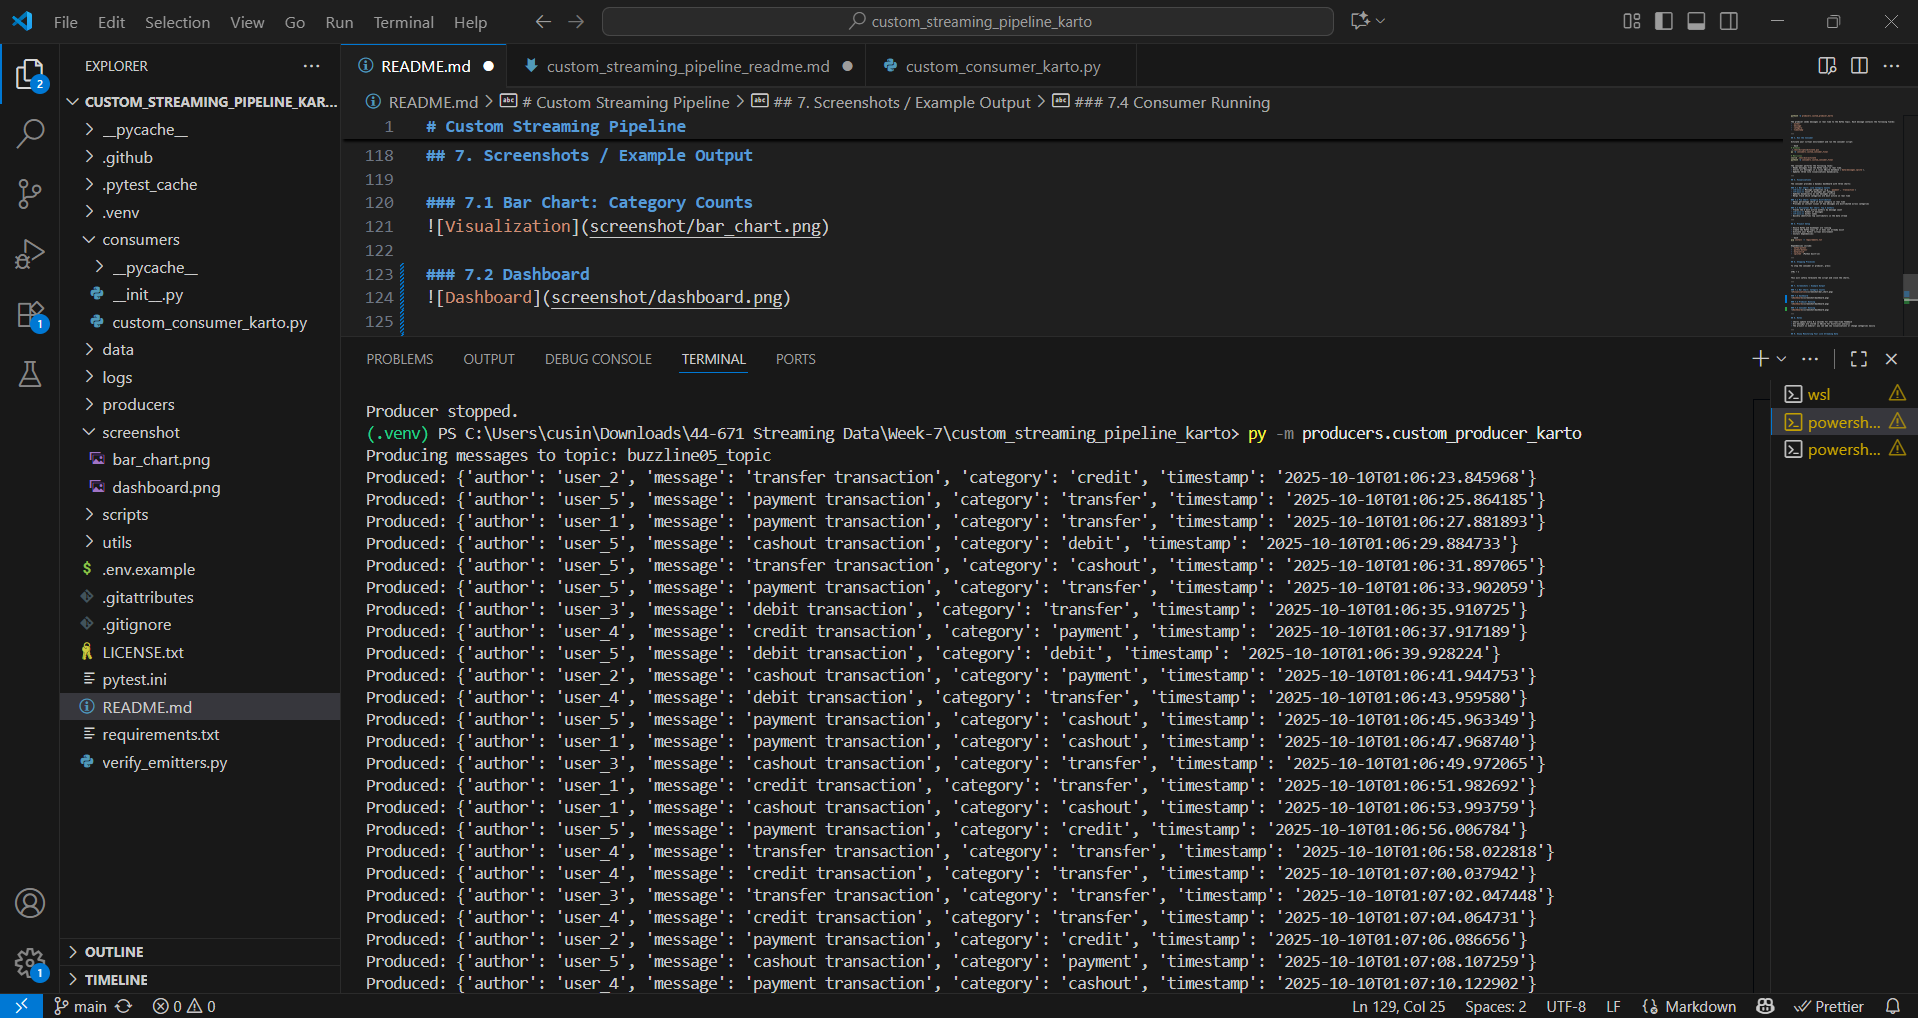 File Edit Selection View Go Run Terminal Help
custom_streaming_pipeline_karto
EXPLORER
README.md
custom_streaming_pipeline_readme.md
custom_consumer_karto.py
CUSTOM_STREAMING_PIPELINE_KAR...
__pycache__
.github
.pytest_cache
.venv
consumers
__pycache__
__init__.py
custom_consumer_karto.py
data
logs
producers
screenshot
bar_chart.png
dashboard.png
scripts
utils
.env.example
.gitattributes
.gitignore
LICENSE.txt
pytest.ini
README.md
requirements.txt
verify_emitters.py
OUTLINE
TIMELINE
2
1
1
README.md > # Custom Streaming Pipeline > ## 7. Screenshots / Example Output > ### 7.4 Consumer Running
1 # Custom Streaming Pipeline
118 ## 7. Screenshots / Example Output
119
120 ### 7.1 Bar Chart: Category Counts
121 ![Visualization](screenshot/bar_chart.png)
122
123 ### 7.2 Dashboard
124 ![Dashboard](screenshot/dashboard.png)
125
PROBLEMS OUTPUT DEBUG CONSOLE TERMINAL PORTS
wsl
powersh...
powersh...
Producer stopped.
(.venv) PS C:\Users\cusin\Downloads\44-671 Streaming Data\Week-7\custom_streaming_pipeline_karto> py -m producers.custom_producer_karto
Producing messages to topic: buzzline05_topic
Produced: {'author': 'user_2', 'message': 'transfer transaction', 'category': 'credit', 'timestamp': '2025-10-10T01:06:23.845968'}
Produced: {'author': 'user_5', 'message': 'payment transaction', 'category': 'transfer', 'timestamp': '2025-10-10T01:06:25.864185'}
Produced: {'author': 'user_1', 'message': 'payment transaction', 'category': 'transfer', 'timestamp': '2025-10-10T01:06:27.881893'}
Produced: {'author': 'user_5', 'message': 'cashout transaction', 'category': 'debit', 'timestamp': '2025-10-10T01:06:29.884733'}
Produced: {'author': 'user_5', 'message': 'transfer transaction', 'category': 'cashout', 'timestamp': '2025-10-10T01:06:31.897065'}
Produced: {'author': 'user_5', 'message': 'payment transaction', 'category': 'transfer', 'timestamp': '2025-10-10T01:06:33.902059'}
Produced: {'author': 'user_3', 'message': 'debit transaction', 'category': 'transfer', 'timestamp': '2025-10-10T01:06:35.910725'}
Produced: {'author': 'user_4', 'message': 'credit transaction', 'category': 'payment', 'timestamp': '2025-10-10T01:06:37.917189'}
Produced: {'author': 'user_5', 'message': 'debit transaction', 'category': 'debit', 'timestamp': '2025-10-10T01:06:39.928224'}
Produced: {'author': 'user_2', 'message': 'cashout transaction', 'category': 'payment', 'timestamp': '2025-10-10T01:06:41.944753'}
Produced: {'author': 'user_4', 'message': 'debit transaction', 'category': 'transfer', 'timestamp': '2025-10-10T01:06:43.959580'}
Produced: {'author': 'user_5', 'message': 'payment transaction', 'category': 'cashout', 'timestamp': '2025-10-10T01:06:45.963349'}
Produced: {'author': 'user_1', 'message': 'payment transaction', 'category': 'cashout', 'timestamp': '2025-10-10T01:06:47.968740'}
Produced: {'author': 'user_3', 'message': 'cashout transaction', 'category': 'transfer', 'timestamp': '2025-10-10T01:06:49.972065'}
Produced: {'author': 'user_1', 'message': 'credit transaction', 'category': 'transfer', 'timestamp': '2025-10-10T01:06:51.982692'}
Produced: {'author': 'user_1', 'message': 'cashout transaction', 'category': 'cashout', 'timestamp': '2025-10-10T01:06:53.993759'}
Produced: {'author': 'user_5', 'message': 'payment transaction', 'category': 'credit', 'timestamp': '2025-10-10T01:06:56.006784'}
Produced: {'author': 'user_4', 'message': 'transfer transaction', 'category': 'transfer', 'timestamp': '2025-10-10T01:06:58.022818'}
Produced: {'author': 'user_4', 'message': 'credit transaction', 'category': 'transfer', 'timestamp': '2025-10-10T01:07:00.037942'}
Produced: {'author': 'user_3', 'message': 'transfer transaction', 'category': 'transfer', 'timestamp': '2025-10-10T01:07:02.047448'}
Produced: {'author': 'user_4', 'message': 'credit transaction', 'category': 'transfer', 'timestamp': '2025-10-10T01:07:04.064731'}
Produced: {'author': 'user_2', 'message': 'payment transaction', 'category': 'credit', 'timestamp': '2025-10-10T01:07:06.086656'}
Produced: {'author': 'user_5', 'message': 'cashout transaction', 'category': 'payment', 'timestamp': '2025-10-10T01:07:08.107259'}
Produced: {'author': 'user_4', 'message': 'payment transaction', 'category': 'cashout', 'timestamp': '2025-10-10T01:07:10.122902'}
main 0 0 Ln 129, Col 25 Spaces: 2 UTF-8 LF Markdown Prettier